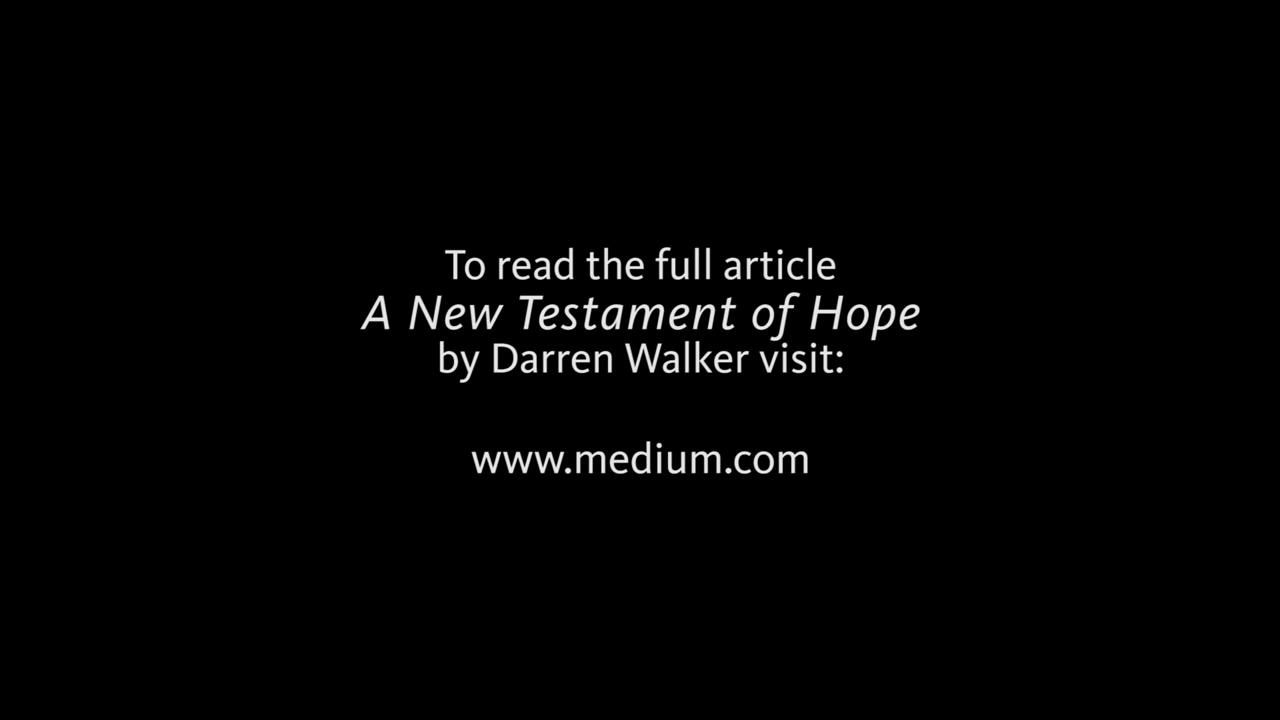 To read the full article
A New Testament of Hope
by Darren Walker visit:
www.medium.com